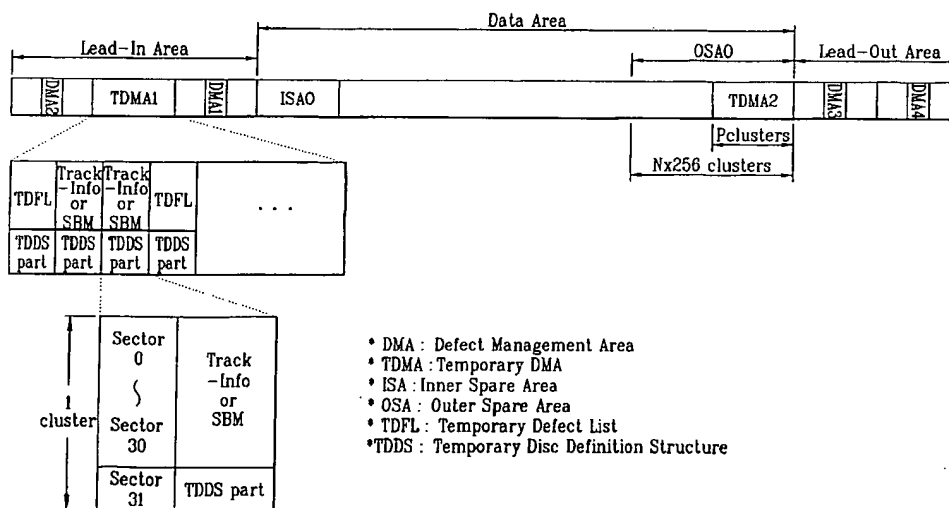 Data Area
Lead-In Area
OSA0
Lead-Out Area
DMA2
TDMA1
DMA1
ISA0
TDMA2
DMA3
DMA4
Pclusters
Nx256 clusters
TDFL
Track
-Info
or
SBM
Track
-Info
or
SBM
TDFL
. . .
TDDS
part
TDDS
part
TDDS
part
TDDS
part
1
cluster
Sector
0
~
Sector
30
Track
-Info
or
SBM
Sector
31
TDDS part
* DMA : Defect Management Area
* TDMA : Temporary DMA
* ISA : Inner Spare Area
* OSA : Outer Spare Area
* TDFL : Temporary Defect List
*TDDS : Temporary Disc Definition Structure